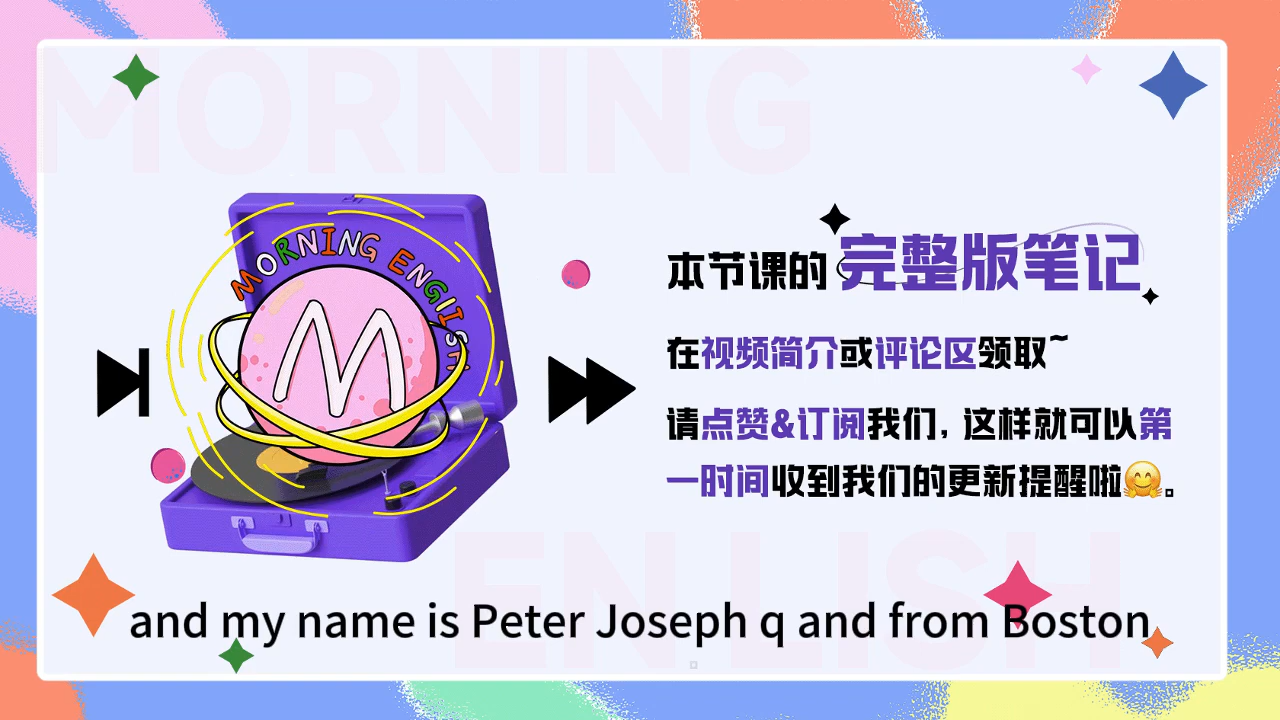 MORNING
MORNING ENGlISH
M
本节课的 完整版笔记
在视频简介或评论区领取~
请点赞&订阅我们，这样就可以第
一时间收到我们的更新提醒啦🤗。
EN LISH
and my name is Peter Joseph q and from Boston